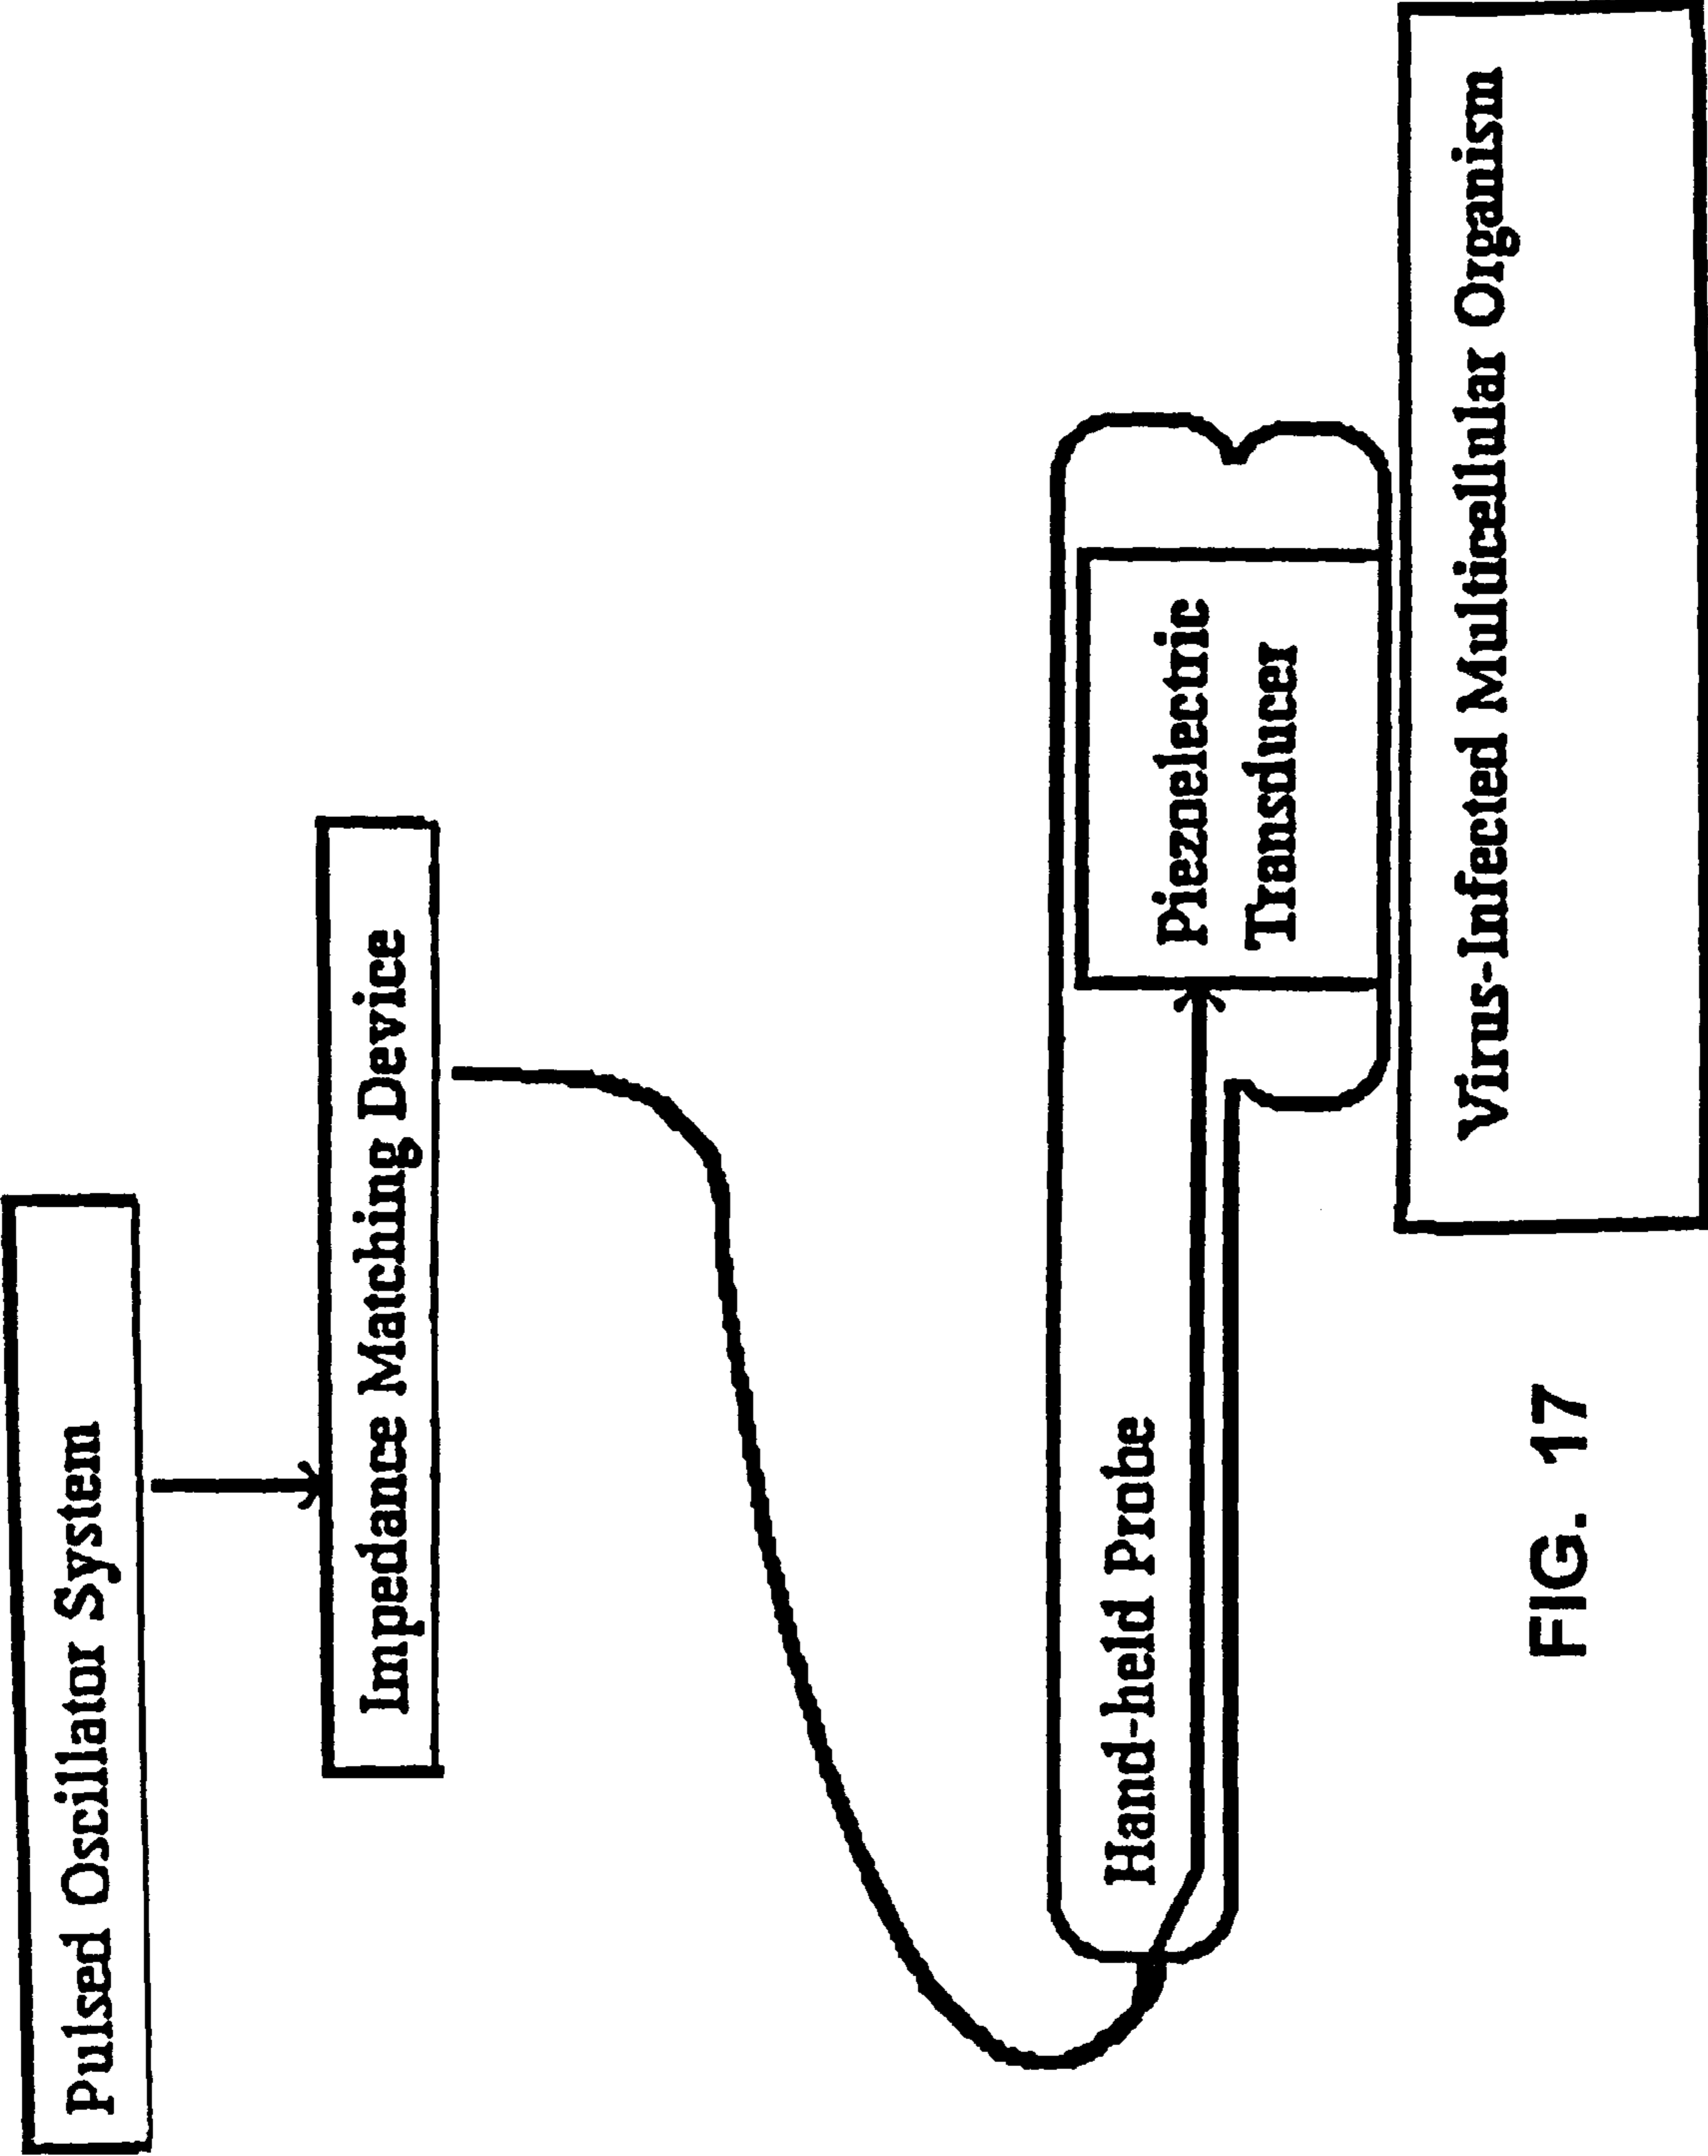 Pulsed Oscillator System
Impedance Matching Device
Hand-held Probe
Piezoelectric
Transducer
Virus-Infected Multicellular Organism
FIG. 17